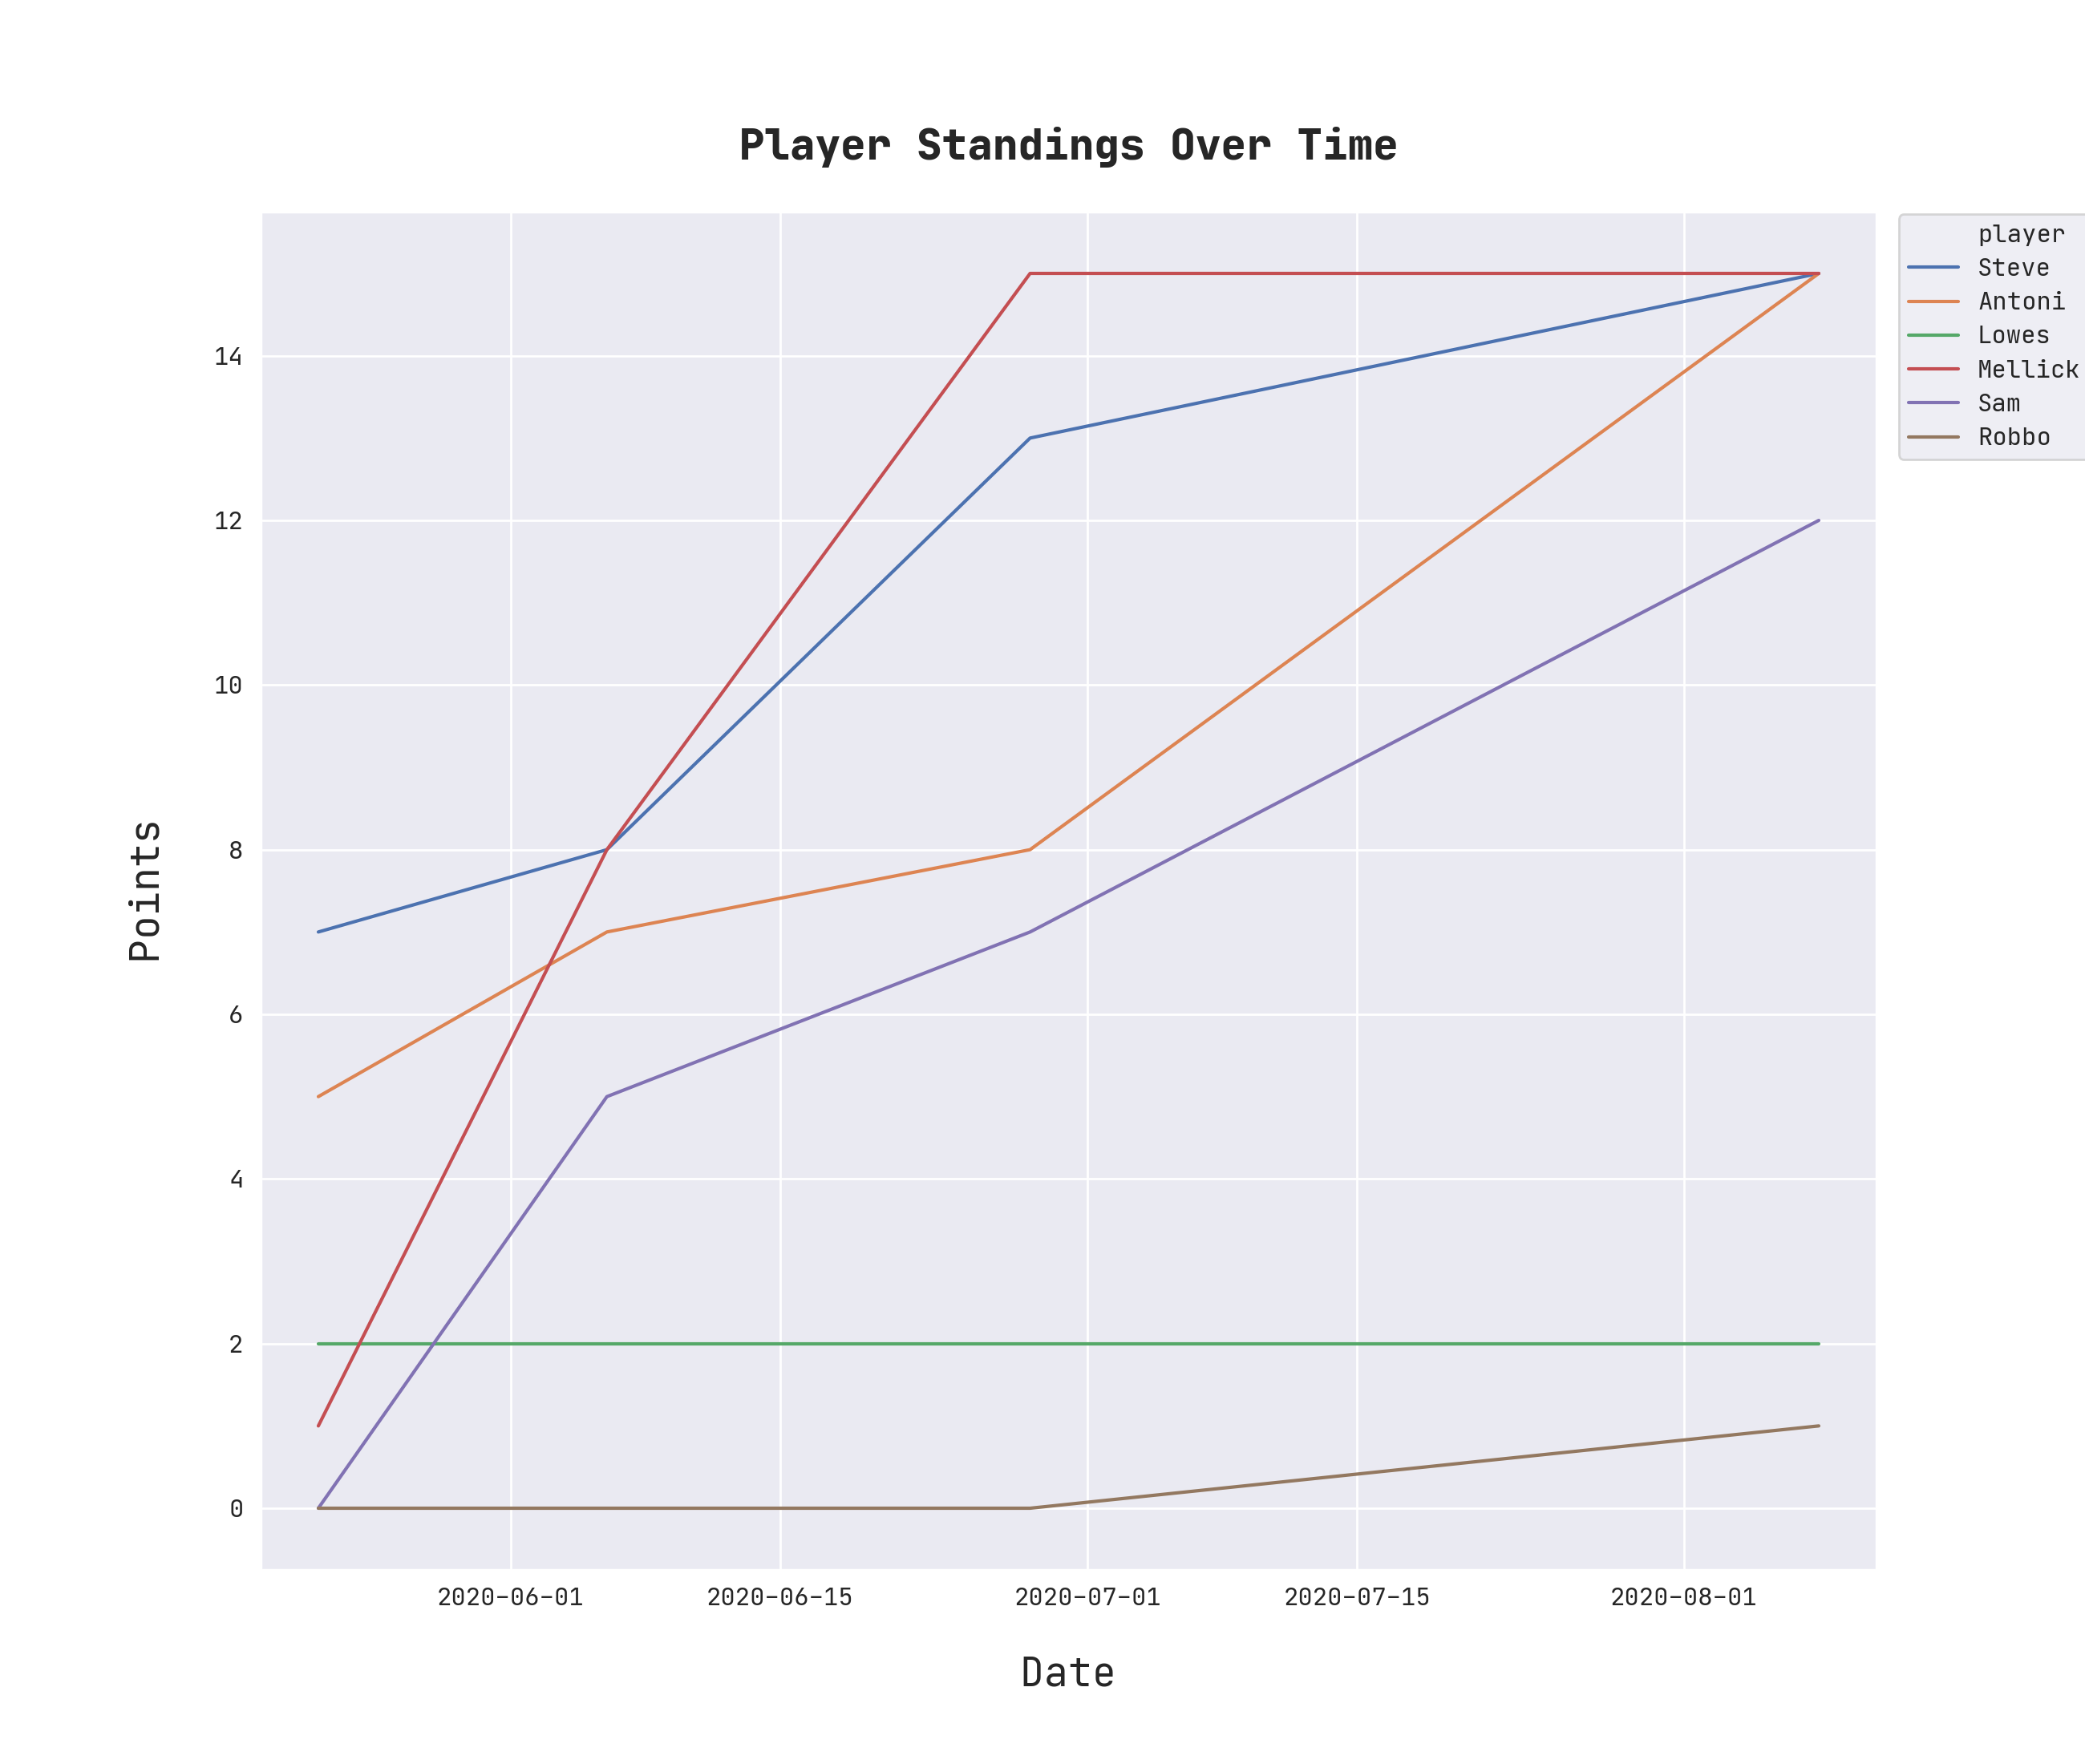 Player Standings Over Time
player
Steve
Antoni
Lowes
Mellick
Sam
Robbo
14
12
10
8
6
4
2
0
Points
2020-06-01 2020-06-15 2020-07-01 2020-07-15 2020-08-01
Date